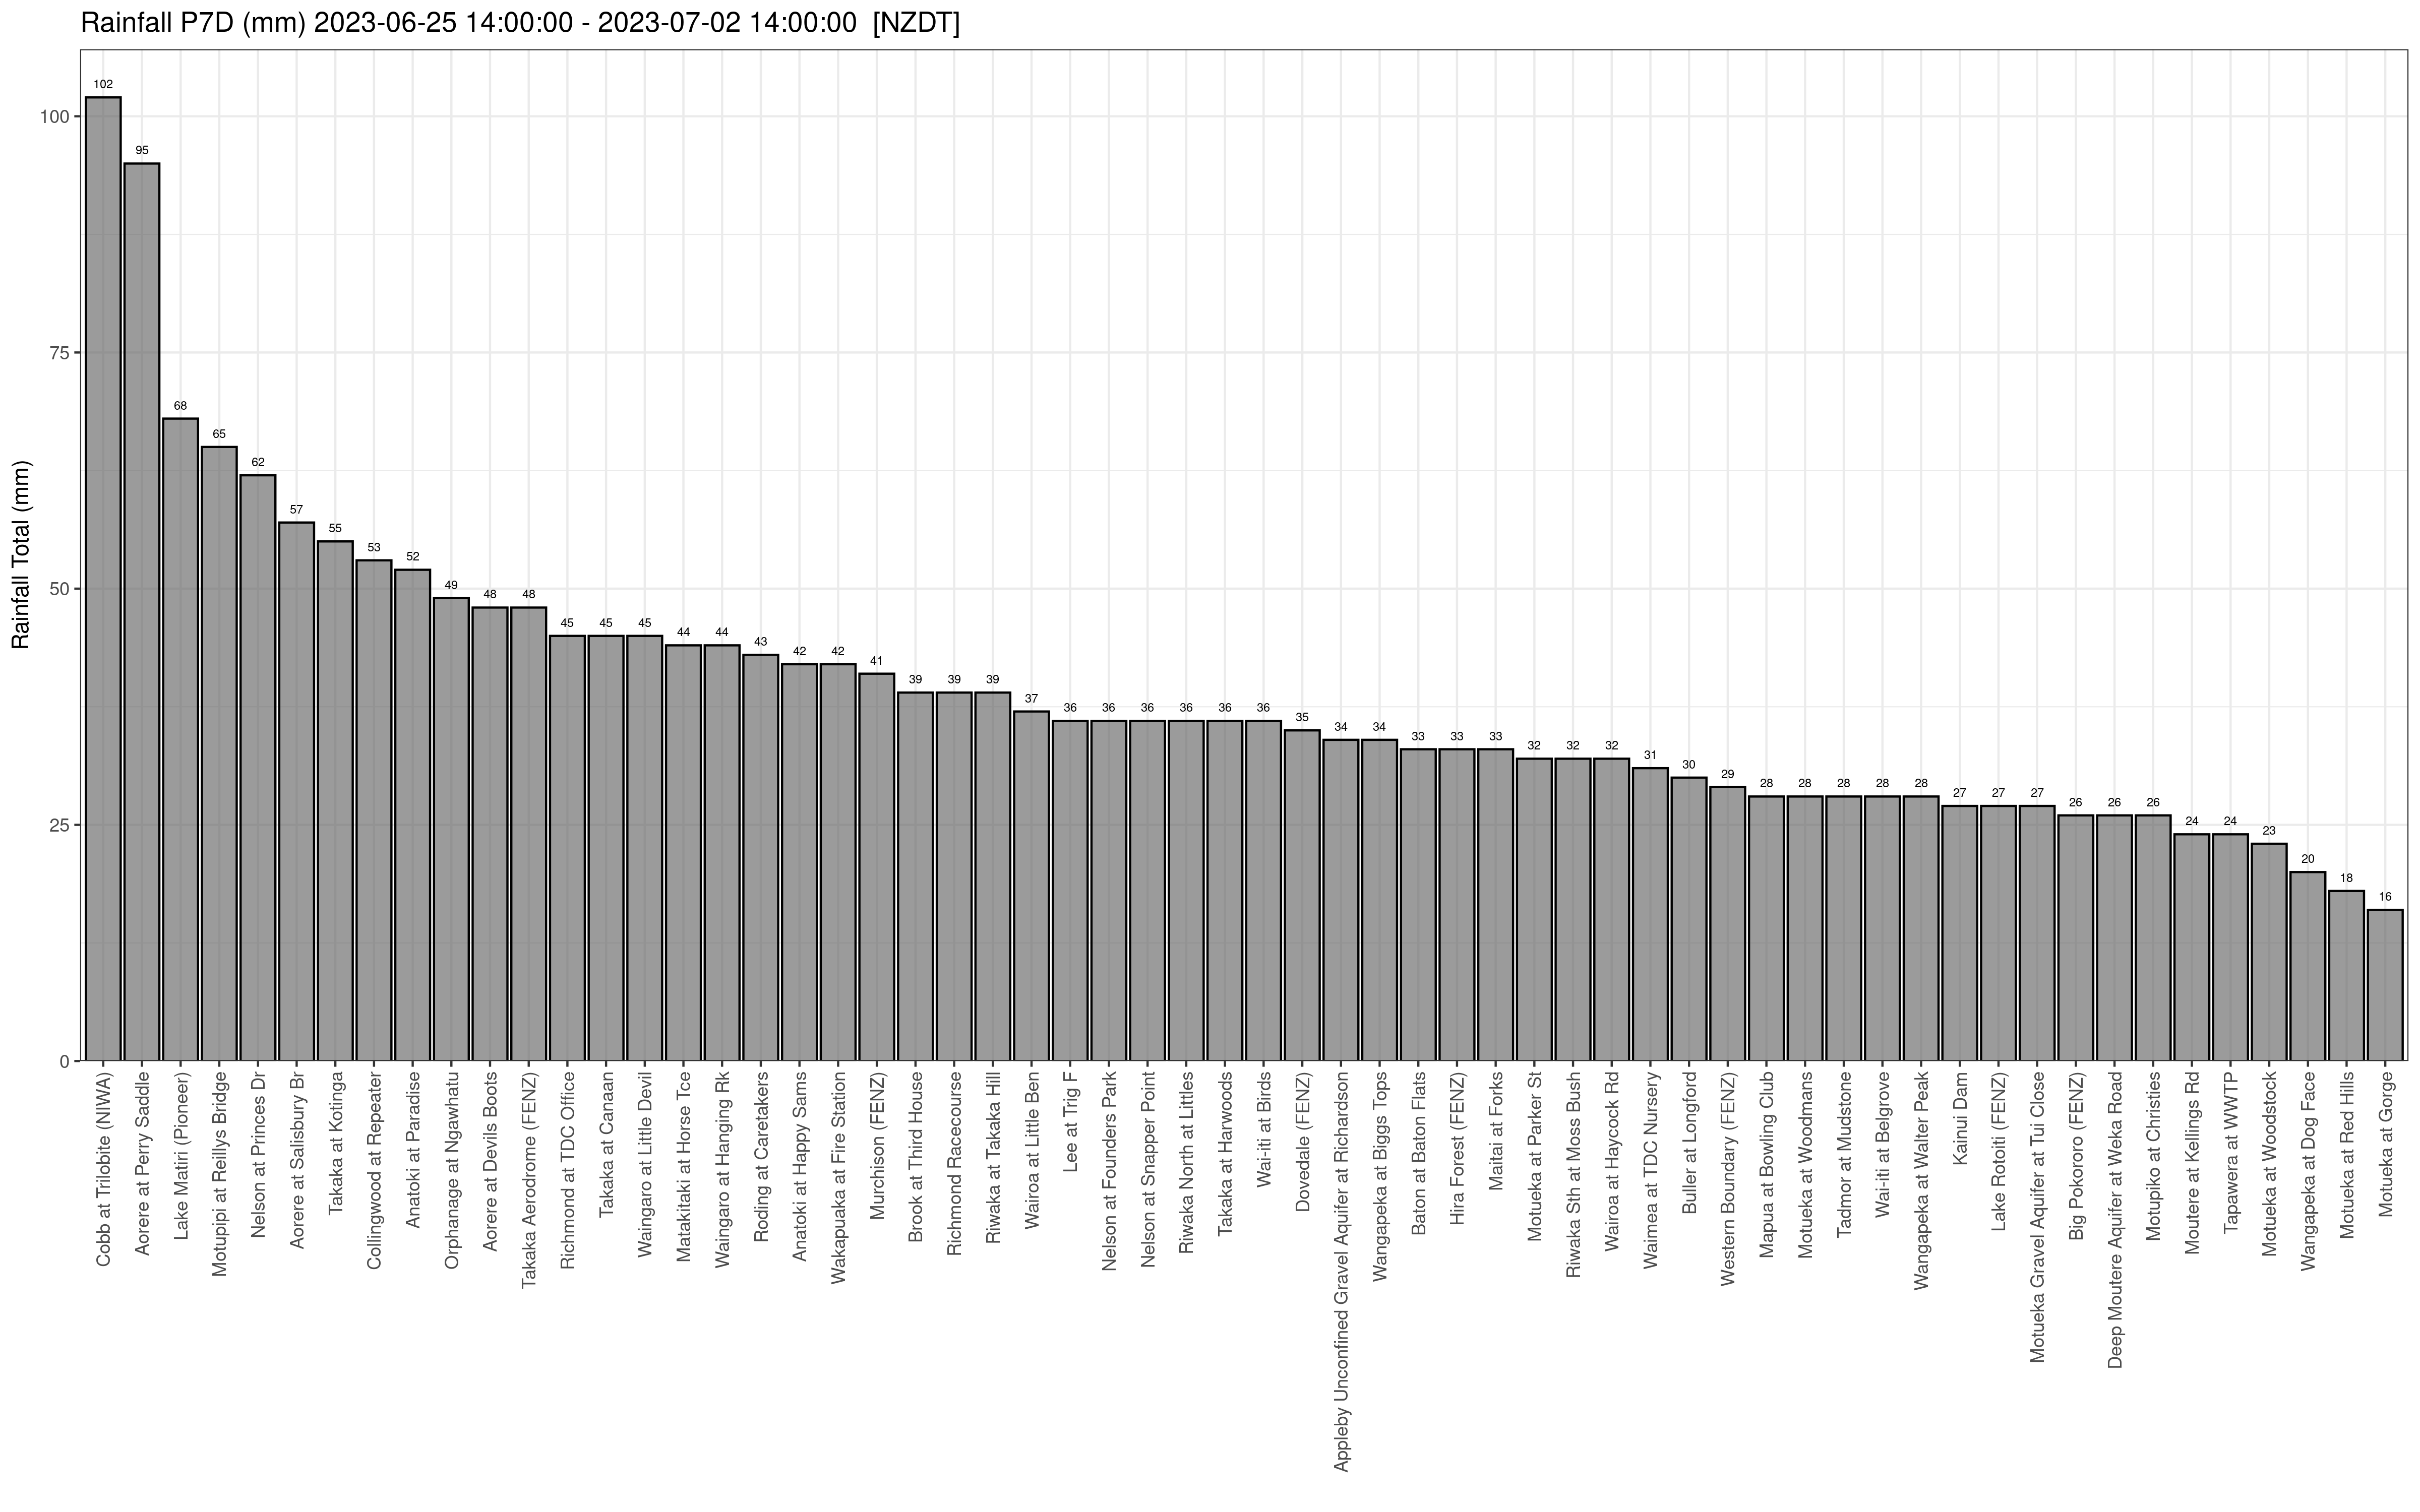 Rainfall P7D (mm) 2023-06-25 14:00:00 - 2023-07-02 14:00:00 [NZDT]
Rainfall Total (mm)
100
75
50
25
0
102
95
68
65
62
57
55
53
52
49
48
48
45
45
45
44
44
43
42
42
41
39
39
39
37
36
36
36
36
36
36
35
34
34
33
33
33
32
32
32
31
30
29
28
28
28
28
28
27
27
27
26
26
26
24
24
23
20
18
16
Cobb at Trilobite (NIWA)
Aorere at Perry Saddle
Lake Matiri (Pioneer)
Motupipi at Reillys Bridge
Nelson at Princes Dr
Aorere at Salisbury Br
Takaka at Kotinga
Collingwood at Repeater
Anatoki at Paradise
Orphanage at Ngawhatu
Aorere at Devils Boots
Takaka Aerodrome (FENZ)
Richmond at TDC Office
Takaka at Canaan
Waingaro at Little Devil
Matakitaki at Horse Tce
Waingaro at Hanging Rk
Roding at Caretakers
Anatoki at Happy Sams
Wakapuaka at Fire Station
Murchison (FENZ)
Brook at Third House
Richmond Racecourse
Riwaka at Takaka Hill
Wairoa at Little Ben
Lee at Trig F
Nelson at Founders Park
Nelson at Snapper Point
Riwaka North at Littles
Takaka at Harwoods
Wai-iti at Birds
Dovedale (FENZ)
Appleby Unconfined Gravel Aquifer at Richardson
Wangapeka at Biggs Tops
Baton at Baton Flats
Hira Forest (FENZ)
Maitai at Forks
Motueka at Parker St
Riwaka Sth at Moss Bush
Wairoa at Haycock Rd
Waimea at TDC Nursery
Buller at Longford
Western Boundary (FENZ)
Mapua at Bowling Club
Motueka at Woodmans
Tadmor at Mudstone
Wai-iti at Belgrove
Wangapeka at Walter Peak
Kainui Dam
Lake Rotoiti (FENZ)
Motueka Gravel Aquifer at Tui Close
Big Pokororo (FENZ)
Deep Moutere Aquifer at Weka Road
Motupiko at Christies
Moutere at Kellings Rd
Tapawera at WWTP
Motueka at Woodstock
Wangapeka at Dog Face
Motueka at Red Hills
Motueka at Gorge